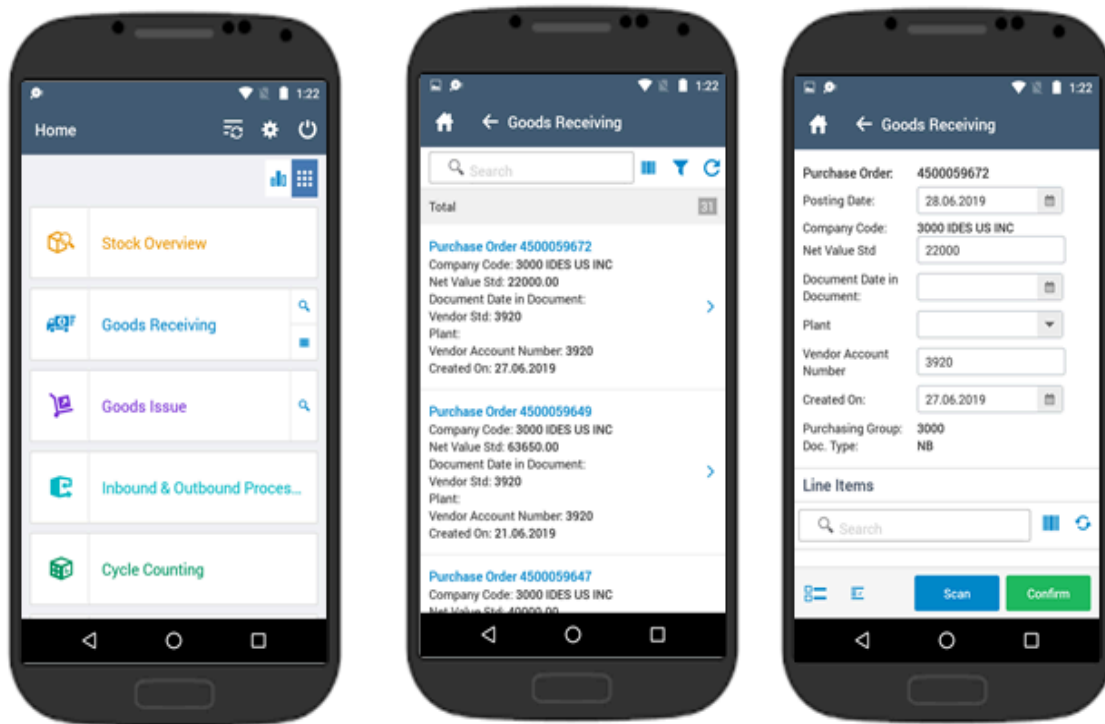 1:22
Home
Stock Overview
Goods Receiving
Goods Issue
Inbound & Outbound Proces...
Cycle Counting
1:22
Goods Receiving
Search
Total 31
Purchase Order 4500059672
Company Code: 3000 IDES US INC
Net Value Std: 22000.00
Document Date in Document:
Vendor Std: 3920
Plant:
Vendor Account Number: 3920
Created On: 27.06.2019
Purchase Order 4500059649
Company Code: 3000 IDES US INC
Net Value Std: 63650.00
Document Date in Document:
Vendor Std: 3920
Plant:
Vendor Account Number: 3920
Created On: 21.06.2019
Purchase Order 4500059647
Company Code: 3000 IDES US INC
Net Value Std: 40000.00
1:22
Goods Receiving
Purchase Order: 4500059672
Posting Date: 28.06.2019
Company Code: 3000 IDES US INC
Net Value Std 22000
Document Date in
Document:
Plant
Vendor Account
Number 3920
Created On: 27.06.2019
Purchasing Group: 3000
Doc. Type: NB
Line Items
Search
Scan Confirm